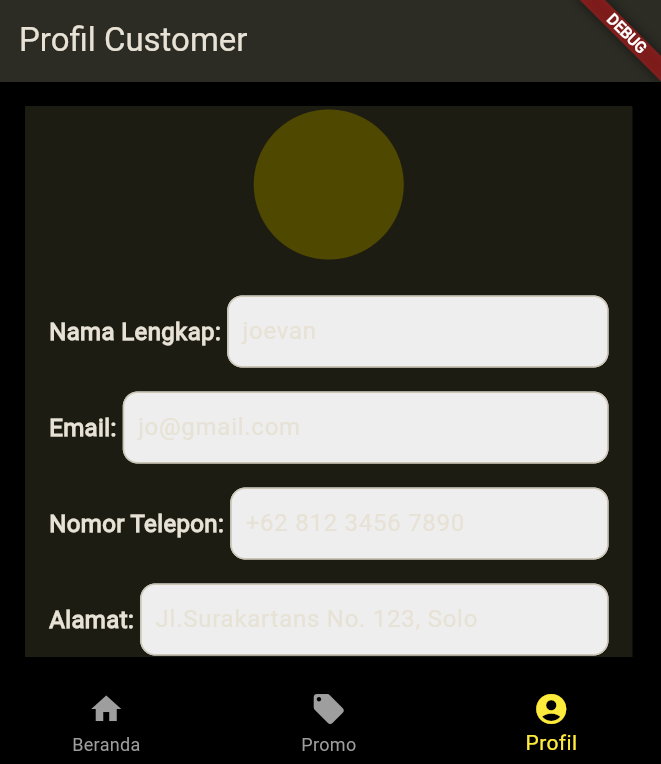 Profil Customer
DEBUG
Nama Lengkap: joevan
Email: jo@gmail.com
Nomor Telepon: +62 812 3456 7890
Alamat: Jl.Surakartans No. 123, Solo
Beranda Promo Profil